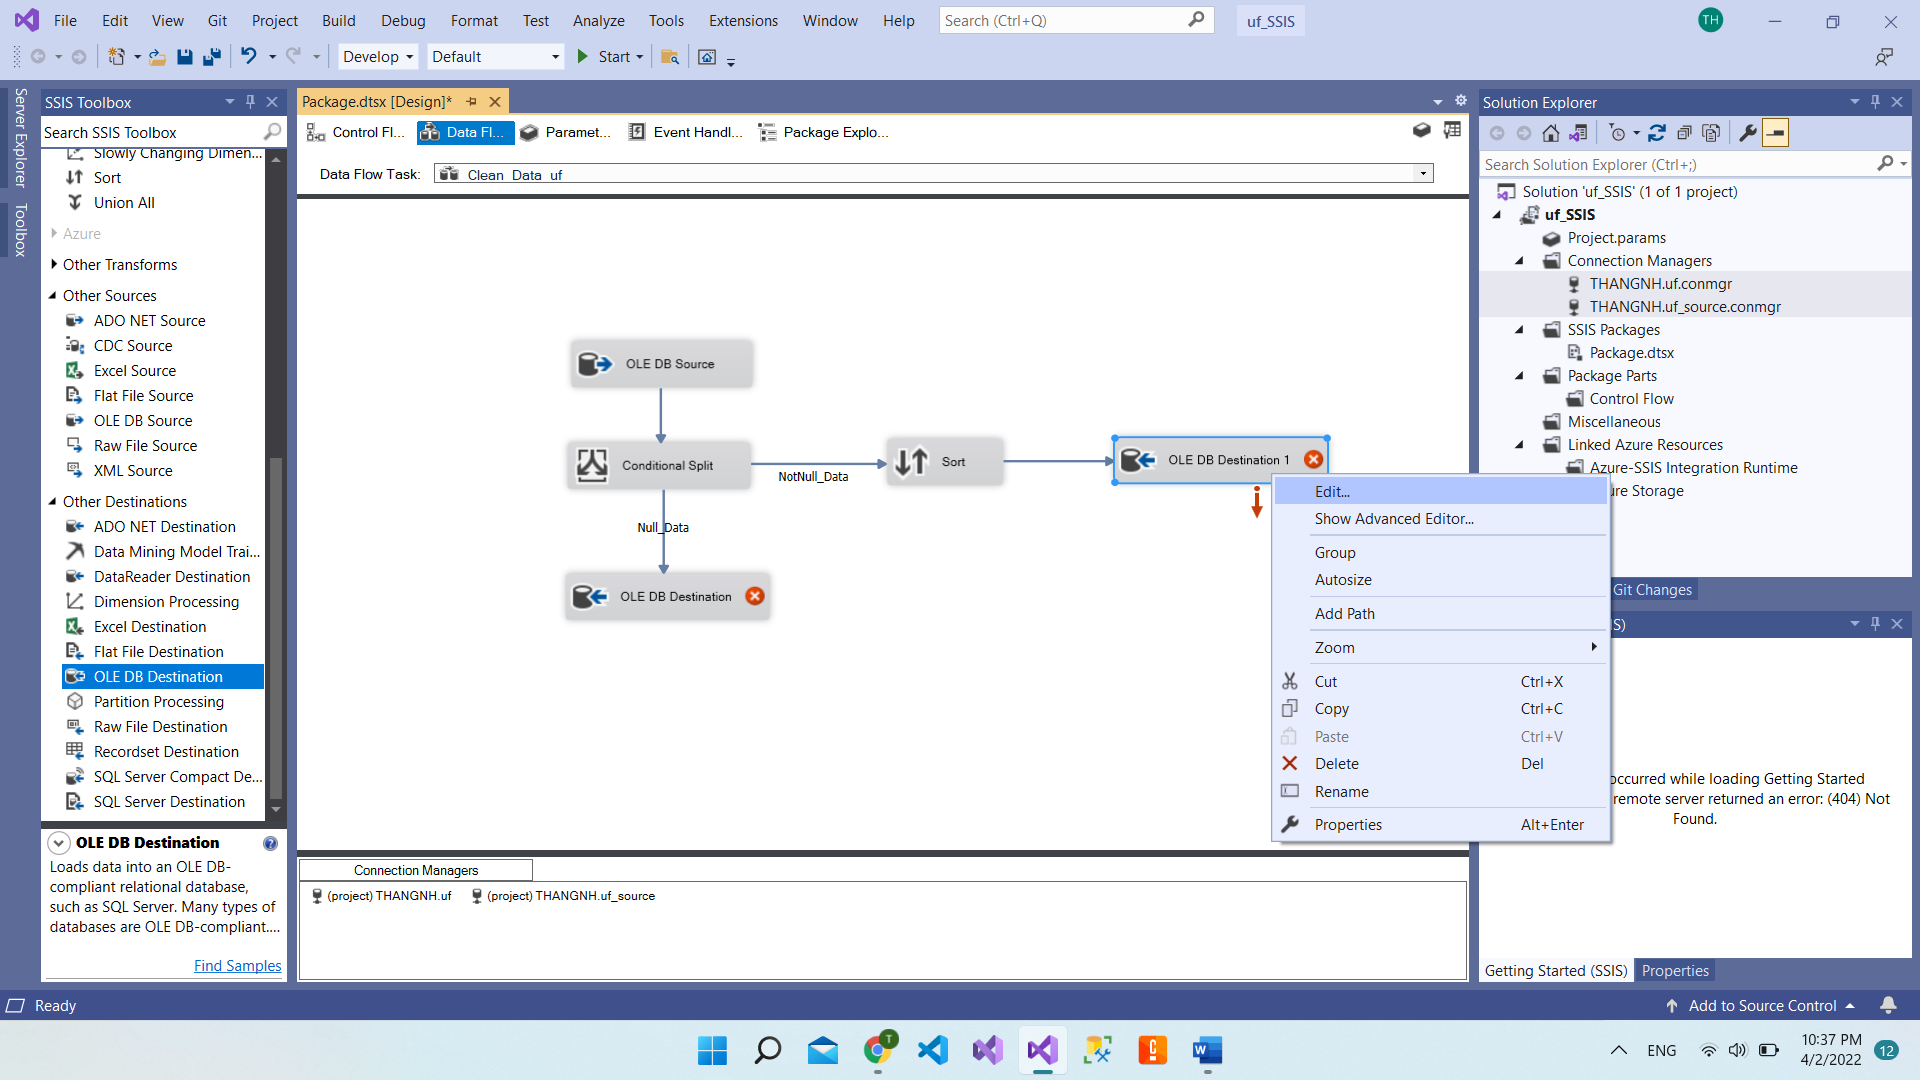 File Edit View Git Project Build Debug Format Test Analyze Tools Extensions Window Help Search (Ctrl+Q) uf_SSIS TH
Develop Default Start
Server Explorer
Toolbox
SSIS Toolbox
Search SSIS Toolbox
Slowly Changing Dimen...
Sort
Union All
Azure
Other Transforms
Other Sources
ADO NET Source
CDC Source
Excel Source
Flat File Source
OLE DB Source
Raw File Source
XML Source
Other Destinations
ADO NET Destination
Data Mining Model Trai...
DataReader Destination
Dimension Processing
Excel Destination
Flat File Destination
OLE DB Destination
Partition Processing
Raw File Destination
Recordset Destination
SQL Server Compact De...
SQL Server Destination
OLE DB Destination
Loads data into an OLE DB-
compliant relational database,
such as SQL Server. Many types of
databases are OLE DB-compliant....
Find Samples
Package.dtsx [Design]*
Control Fl... Data Fl... Paramet... Event Handl... Package Explo...
Data Flow Task: Clean_Data_uf
OLE DB Source
Conditional Split
NotNull_Data
Sort
OLE DB Destination 1
Null_Data
OLE DB Destination
Edit...
Show Advanced Editor...
Group
Autosize
Add Path
Zoom
Cut Ctrl+X
Copy Ctrl+C
Paste Ctrl+V
Delete Del
Rename
Properties Alt+Enter
Connection Managers
(project) THANGNH.uf (project) THANGNH.uf_source
Solution Explorer
Search Solution Explorer (Ctrl+;)
Solution 'uf_SSIS' (1 of 1 project)
uf_SSIS
Project.params
Connection Managers
THANGNH.uf.conmgr
THANGNH.uf_source.conmgr
SSIS Packages
Package.dtsx
Package Parts
Control Flow
Miscellaneous
Linked Azure Resources
Azure-SSIS Integration Runtime
ure Storage
Git Changes
IS)
occurred while loading Getting Started
remote server returned an error: (404) Not
Found.
Getting Started (SSIS) Properties
Ready Add to Source Control
T
ENG 10:37 PM
4/2/2022 12